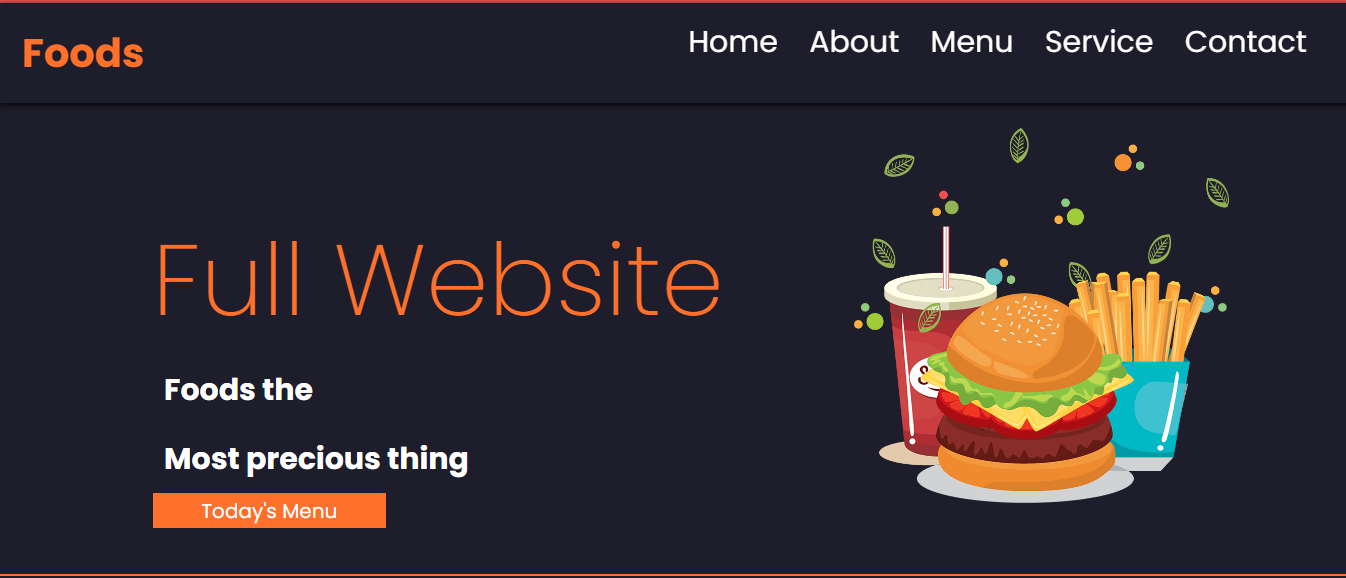 Foods
Home About Menu Service Contact
Full Website
Foods the
Most precious thing
Today's Menu